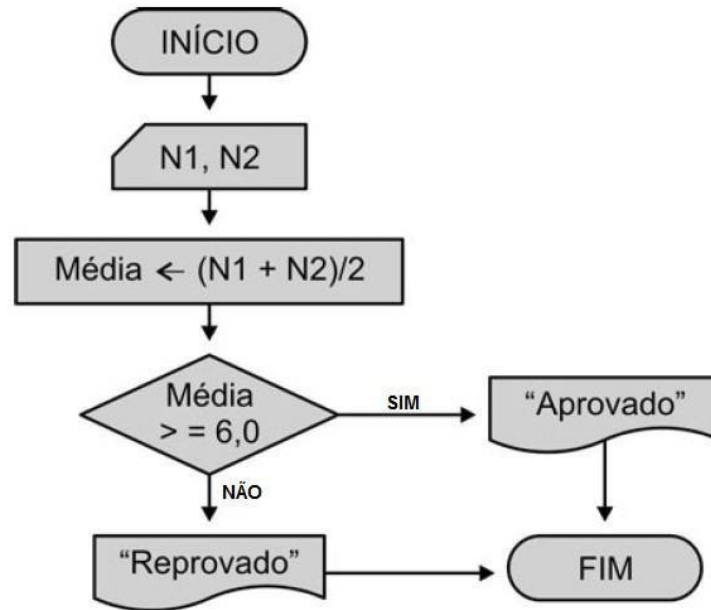 INÍCIO
N1, N2
Média ← (N1 + N2)/2
Média
> = 6,0
SIM
“Aprovado”
NÃO
“Reprovado”
FIM